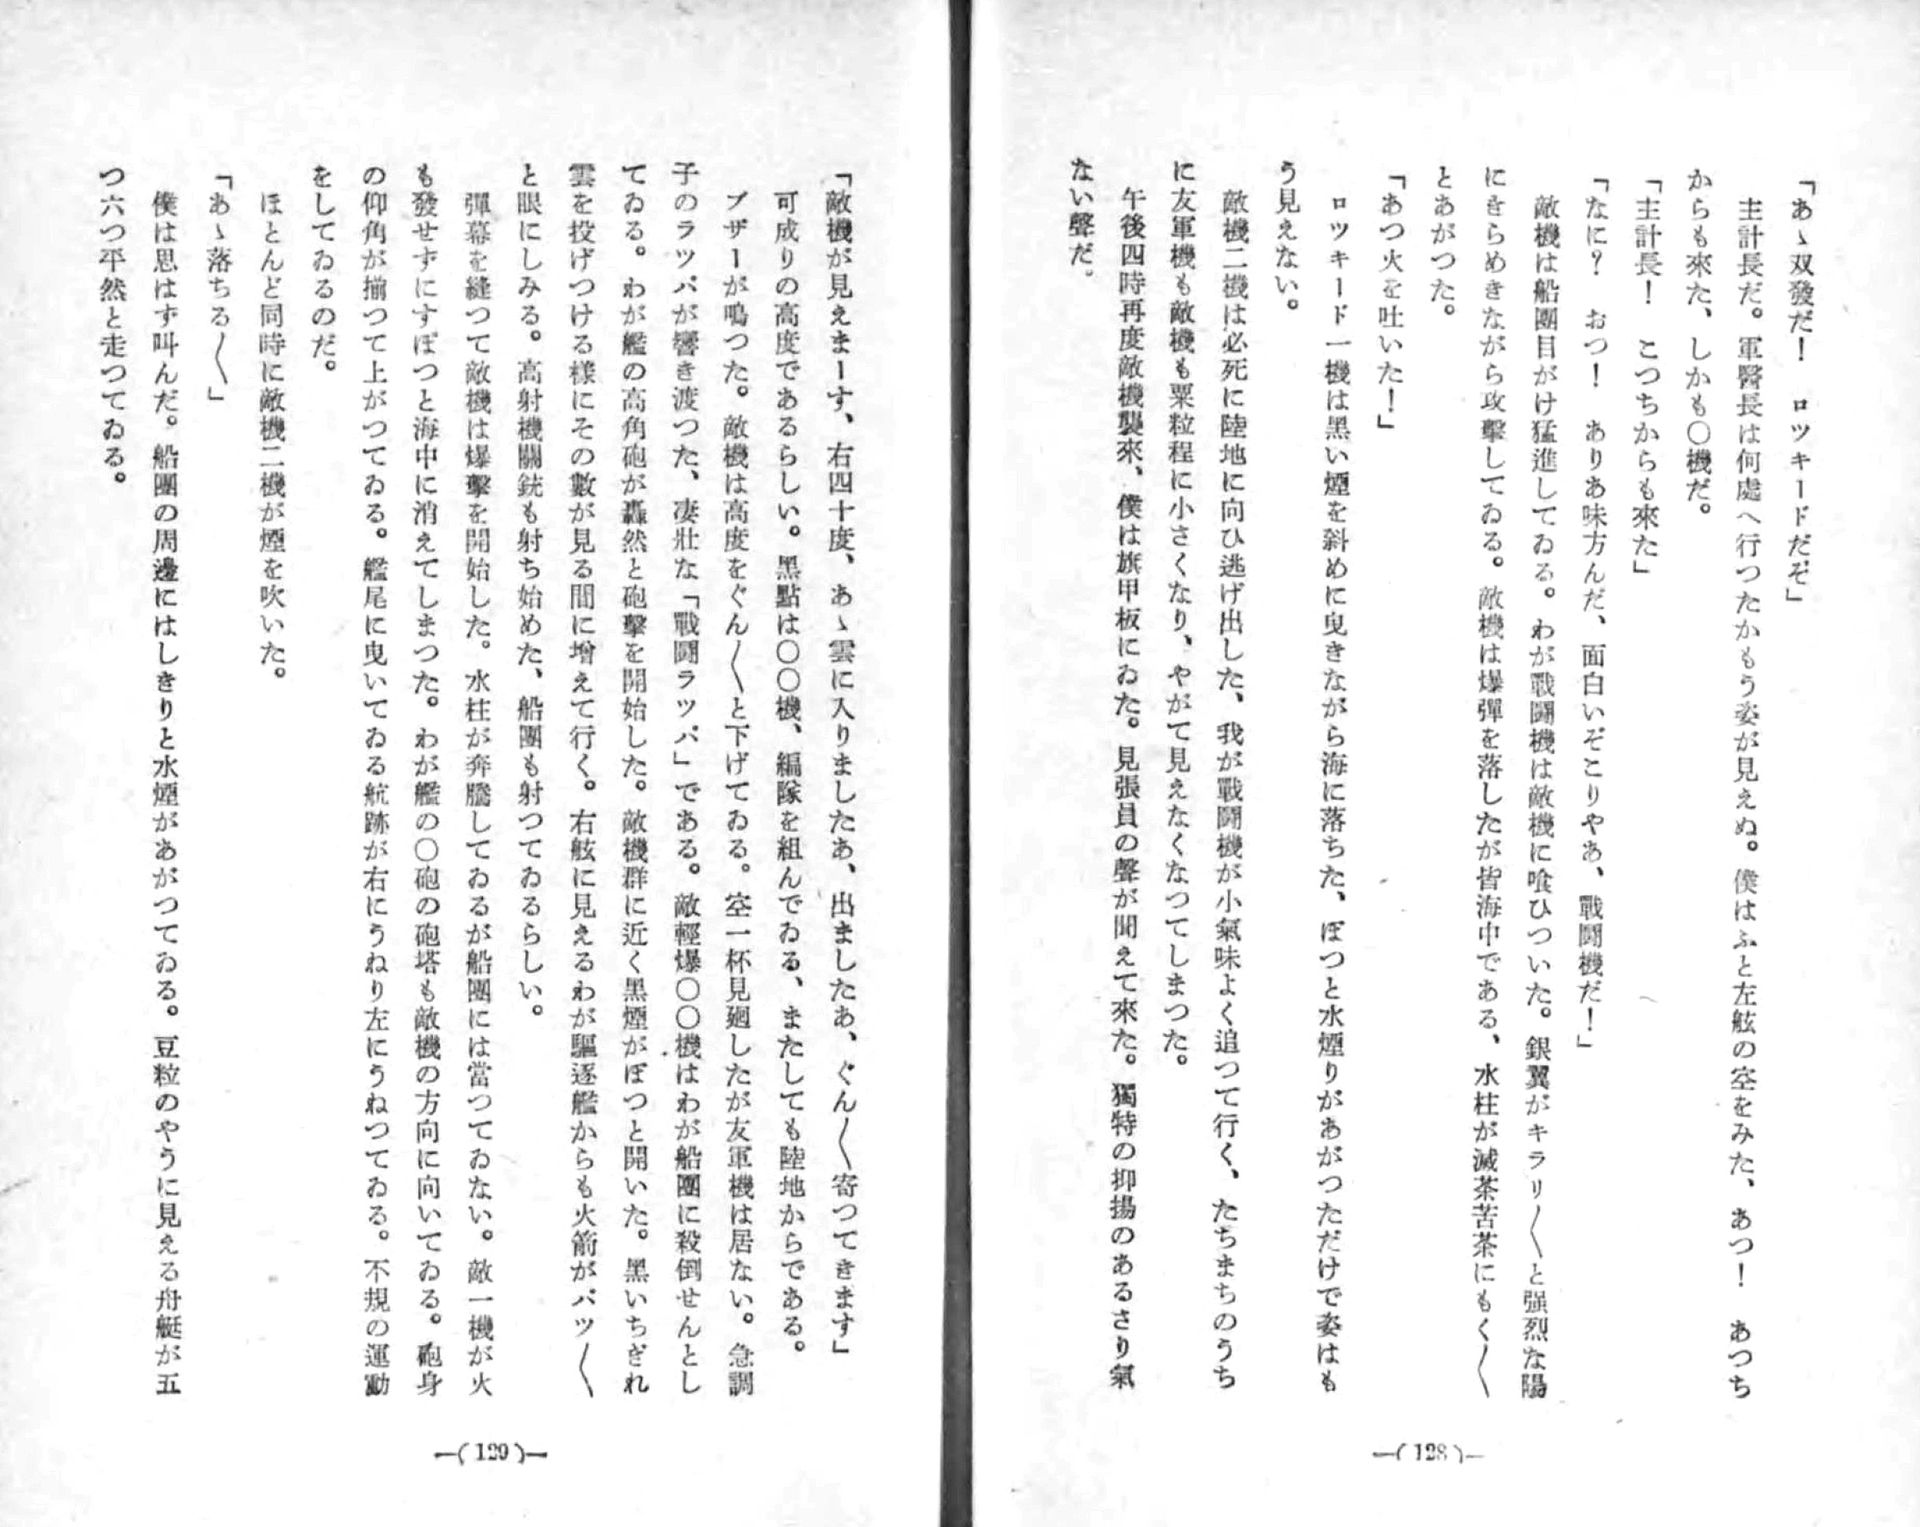 「あゝ双發だ！　ロツキードだぞ」
主計長だ。軍醫長は何處へ行つたかもう姿が見えぬ。僕はふと左舷の空をみた、あつ！　あつち
からも來た、しかも〇機だ。
「主計長！　こつちからも來た」
「なに？　おつ！　ありあ味方んだ、面白いぞこりやあ、戰鬪機だ！」
敵機は船團目がけ猛進してゐる。わが戰鬪機は敵機に喰ひついた。銀翼がキラリ〳〵と强烈な陽
にきらめきながら攻擊してゐる。敵機は爆彈を落したが皆海中である、水柱が滅茶苦茶にもく〳〵
とあがつた。
「あつ火を吐いた！」
ロツキード一機は黑い煙を斜めに曳きながら海に落ちた、ぽつと水煙りがあがつただけで姿はも
う見えない。
敵機二機は必死に陸地に向ひ逃げ出した、我が戰鬪機が小氣味よく追つて行く、たちまちのうち
に友軍機も敵機も粟粒程に小さくなり、やがて見えなくなつてしまつた。
午後四時再度敵機襲來、僕は旗甲板にゐた。見張員の聲が聞えて來た。獨特の抑揚のあるさり氣
ない聲だ。
―(128)―
「敵機が見えまーす、右四十度、あゝ雲に入りましたあ、出ましたあ、ぐん〳〵寄つてきます」
可成りの高度であるらしい。黑點は〇〇機、編隊を組んでゐる、またしても陸地からである。
ブザーが鳴つた。敵機は高度をぐん〳〵と下げてゐる。空一杯見廻したが友軍機は居ない。急調
子のラツパが響き渡つた、凄壯な「戰鬪ラツパ」である。敵輕爆〇〇機はわが船團に殺倒せんとし
てゐる。わが艦の高角砲が轟然と砲擊を開始した。敵機群に近く黑煙がぽつと開いた。黑いちぎれ
雲を投げつける樣にその數が見る間に增えて行く。右舷に見えるわが驅逐艦からも火箭がパツ〳〵
と眼にしみる。高射機關銃も射ち始めた、船團も射つてゐるらしい。
彈幕を縫つて敵機は爆擊を開始した。水柱が奔騰してゐるが船團には當つてゐない。敵一機が火
も發せずにすぽつと海中に消えてしまつた。わが艦の〇砲の砲塔も敵機の方向に向いてゐる。砲身
の仰角が揃つて上がつてゐる。艦尾に曳いてゐる航跡が右にうねり左にうねつてゐる。不規の運動
をしてゐるのだ。
ほとんど同時に敵機二機が煙を吹いた。
「あゝ落ちる〳〵」
僕は思はず叫んだ。船團の周邊にはしきりと水煙があがつてゐる。豆粒のやうに見える舟艇が五
つ六つ平然と走つてゐる。
―(129)―